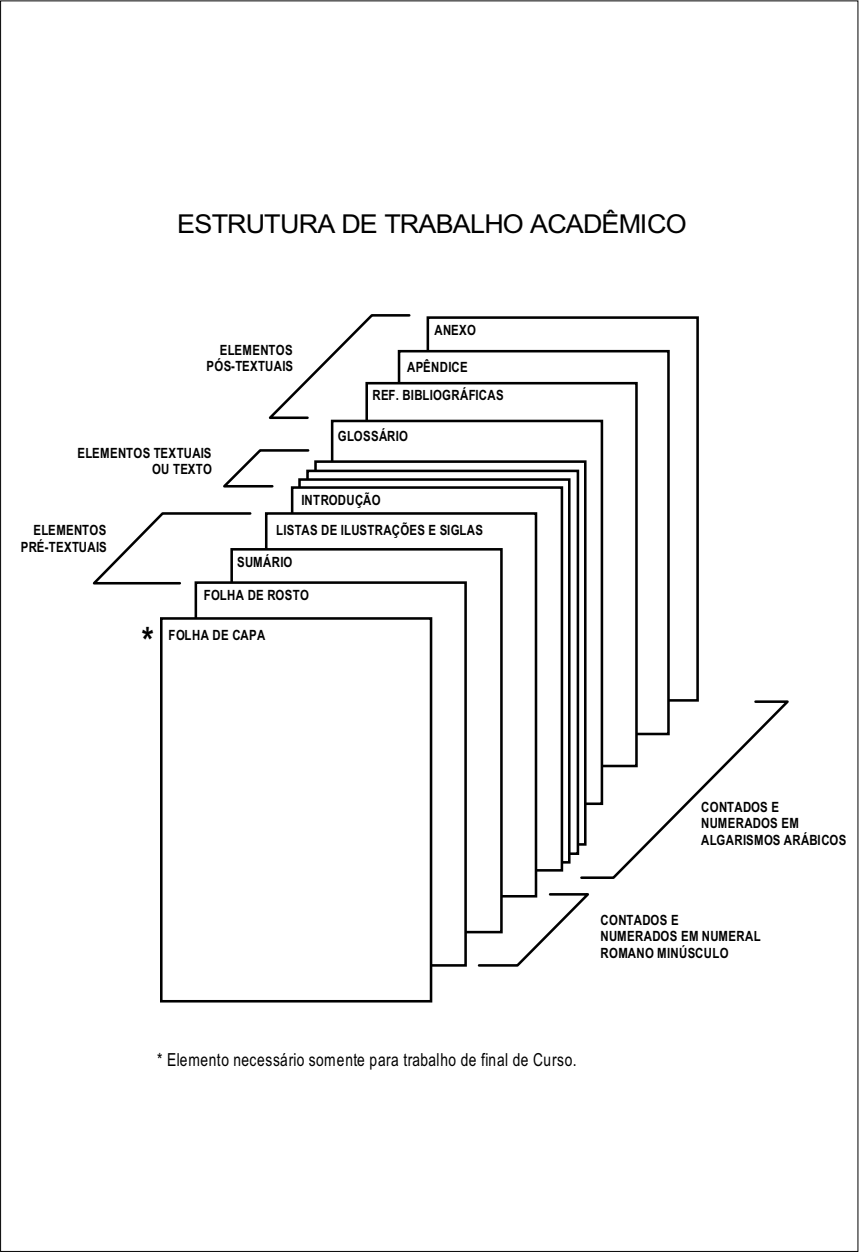 ESTRUTURA DE TRABALHO ACADÊMICO
ANEXO
ELEMENTOS
PÓS-TEXTUAIS
APÊNDICE
REF. BIBLIOGRÁFICAS
GLOSSÁRIO
ELEMENTOS TEXTUAIS
OU TEXTO
INTRODUÇÃO
LISTAS DE ILUSTRAÇÕES E SIGLAS
ELEMENTOS
PRÉ-TEXTUAIS
SUMÁRIO
FOLHA DE ROSTO
* FOLHA DE CAPA
CONTADOS E
NUMERADOS EM
ALGARISMOS ARÁBICOS
CONTADOS E
NUMERADOS EM NUMERAL
ROMANO MINÚSCULO
* Elemento necessário somente para trabalho de final de Curso.